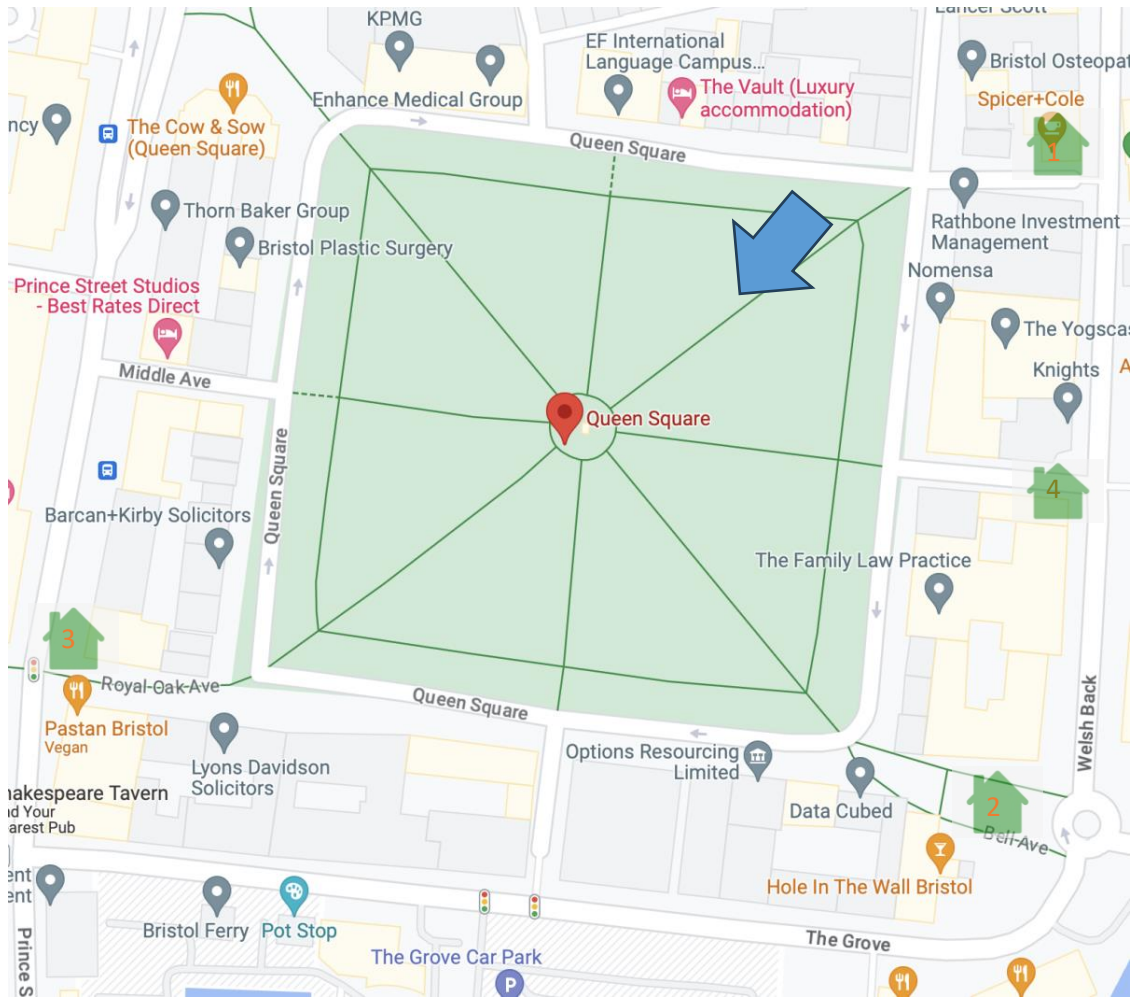 KPMG
Lancer Scott
EF International
Language Campus...
Bristol Osteopat
The Vault (Luxury
accommodation)
Enhance Medical Group
Spicer+Cole
ncy
The Cow & Sow
(Queen Square)
1
Queen Square
Thorn Baker Group
Rathbone Investment
Management
Bristol Plastic Surgery
Nomensa
Prince Street Studios
- Best Rates Direct
The Yogscas
Knights
A
Middle Ave
Queen Square
Queen Square
4
Barcan+Kirby Solicitors
The Family Law Practice
3
Royal Oak Ave
Queen Square
Welsh Back
Pastan Bristol
Vegan
Options Resourcing
Limited
Lyons Davidson
Solicitors
hakespeare Tavern
nd Your
arest Pub
Data Cubed
2
Bell Ave
Hole In The Wall Bristol
ent
ent
Bristol Ferry
Pot Stop
The Grove
Prince S
The Grove Car Park
P